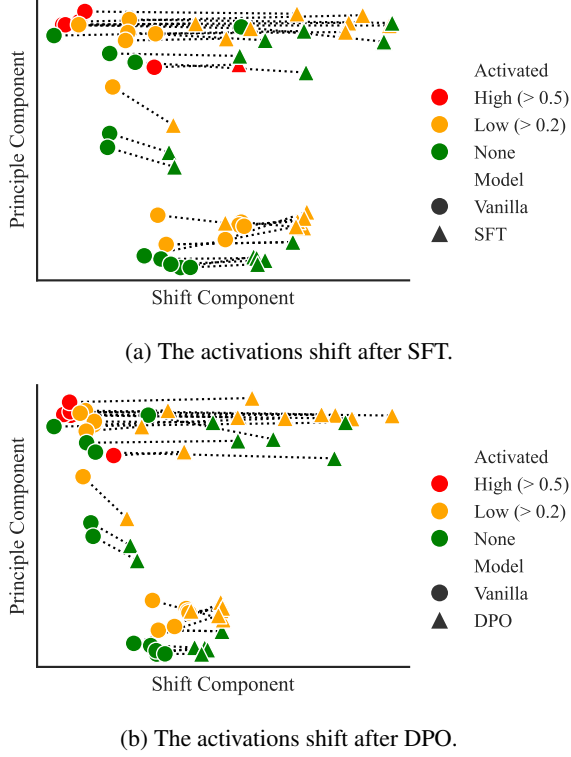 Principle Component
Activated
High (> 0.5)
Low (> 0.2)
None
Model
Vanilla
SFT
Shift Component
(a) The activations shift after SFT.
Principle Component
Activated
High (> 0.5)
Low (> 0.2)
None
Model
Vanilla
DPO
Shift Component
(b) The activations shift after DPO.